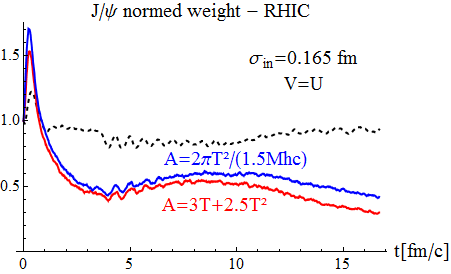 J/ψ normed weight − RHIC
1.5
σin=0.165 fm
V=U
1.0
A=2πT²/(1.5Mhc)
0.5
A=3T+2.5T²
0 5 10 15 t[fm/c]